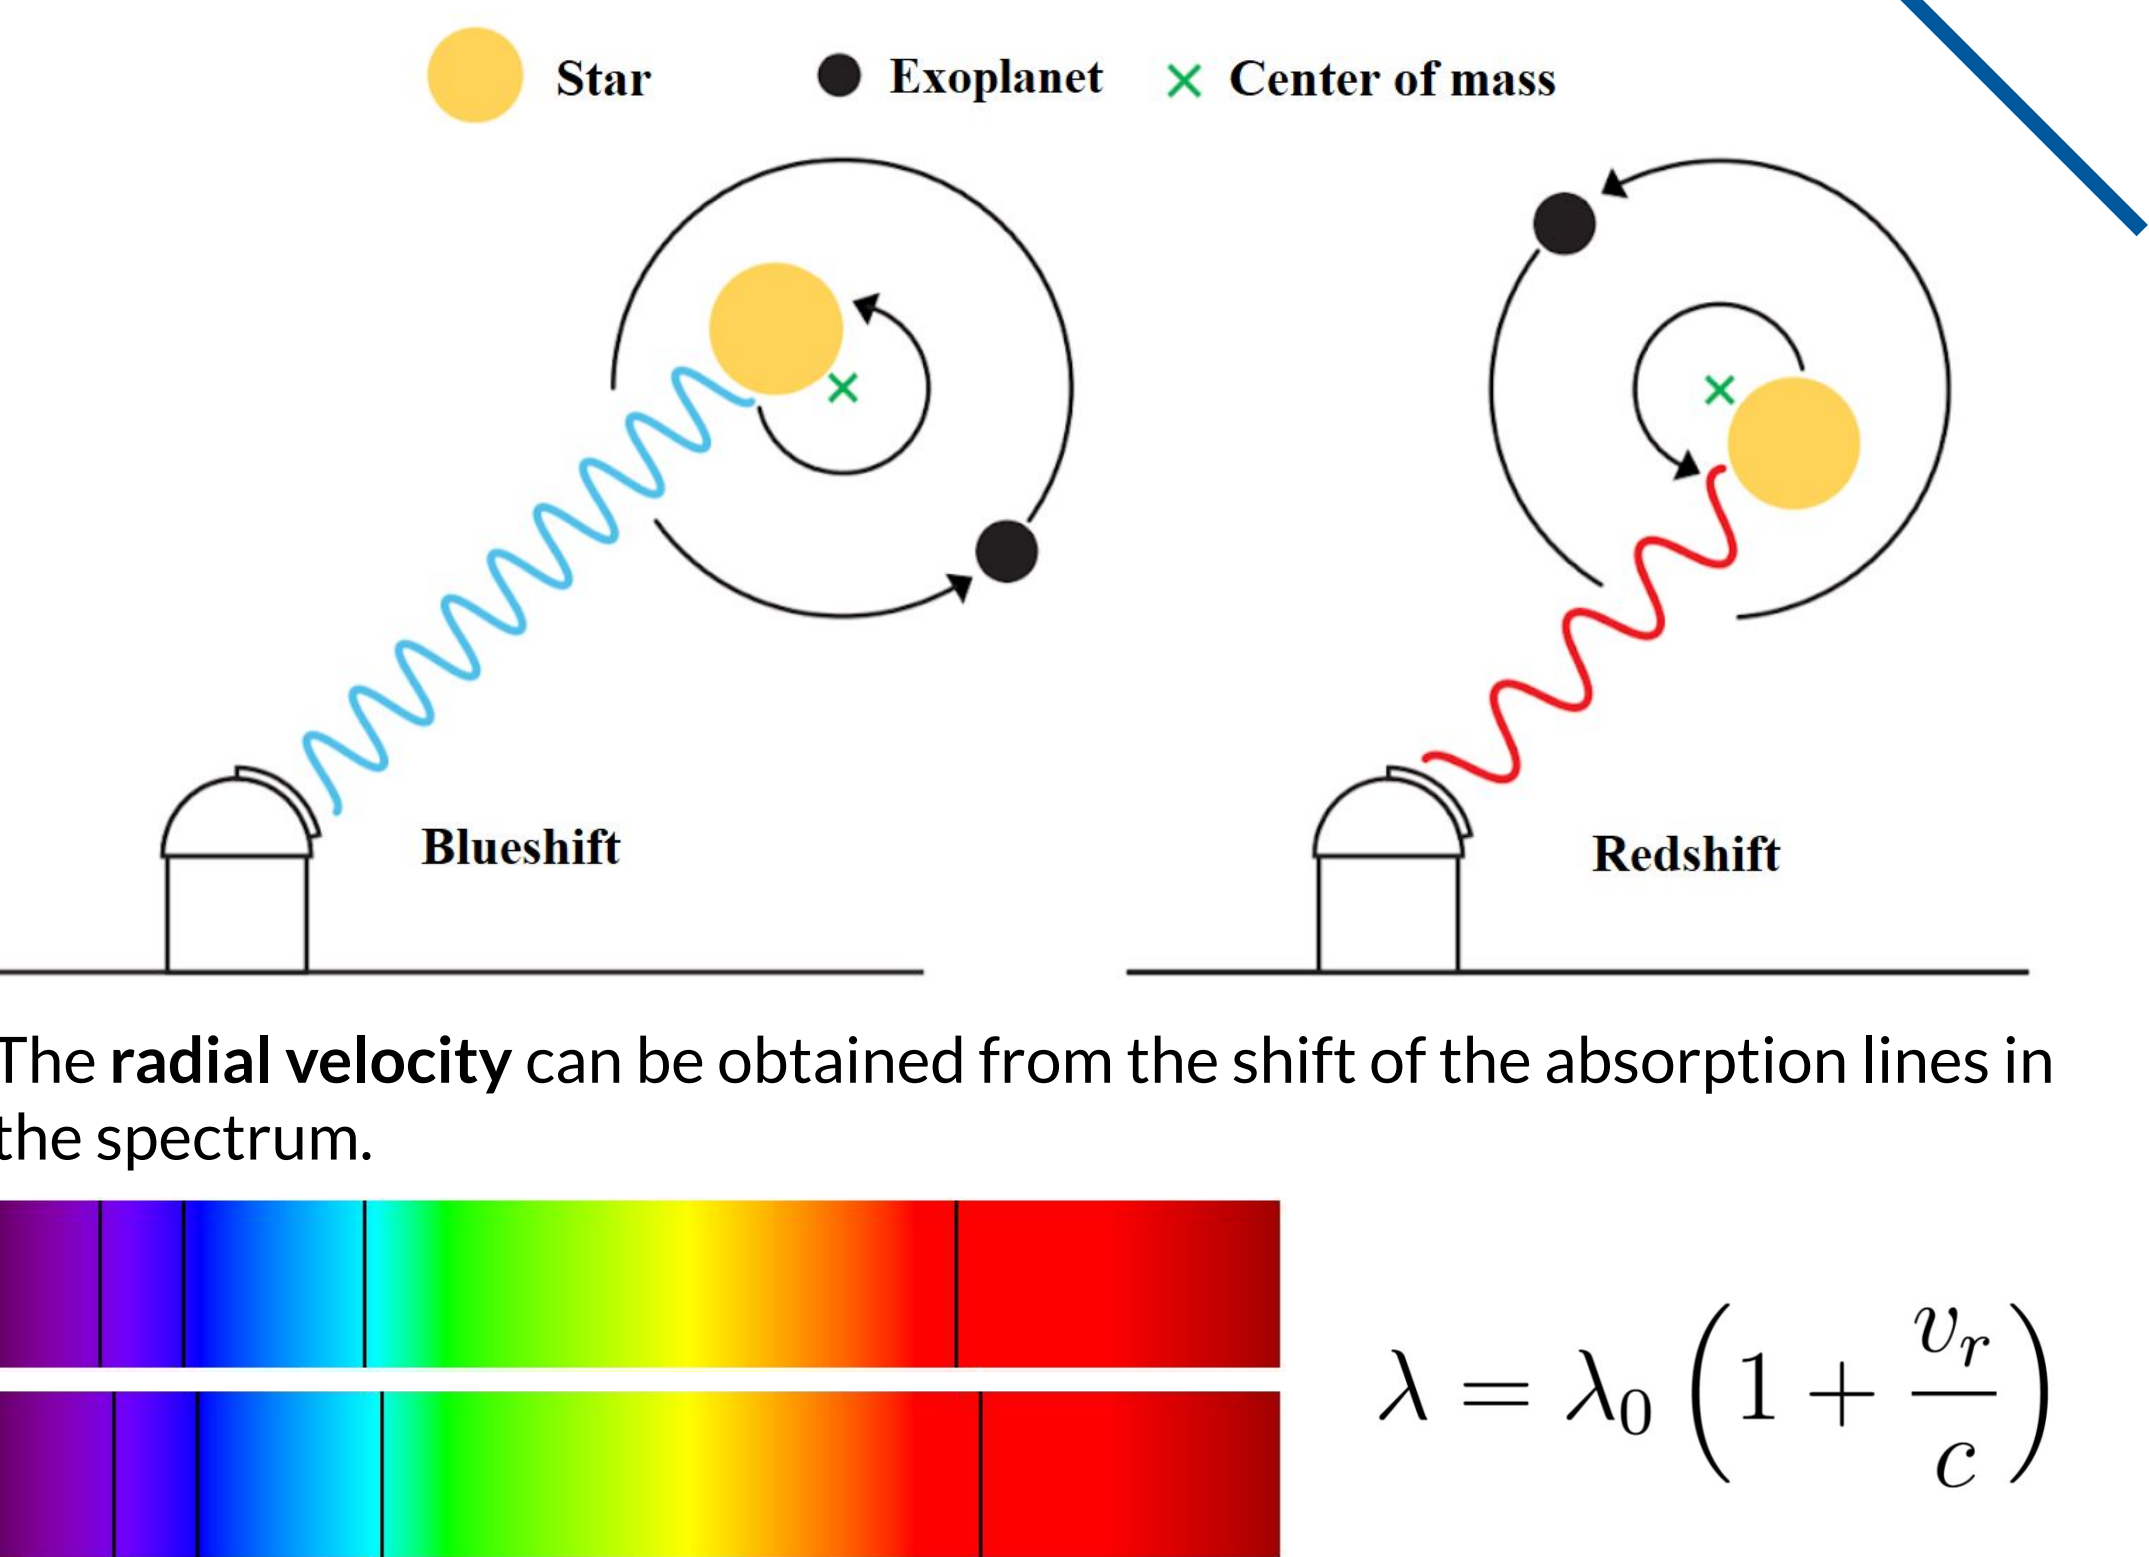 Star Exoplanet Center of mass
Blueshift
Redshift
The radial velocity can be obtained from the shift of the absorption lines in
the spectrum.
λ = λ₀ (1 + vᵣ/c)